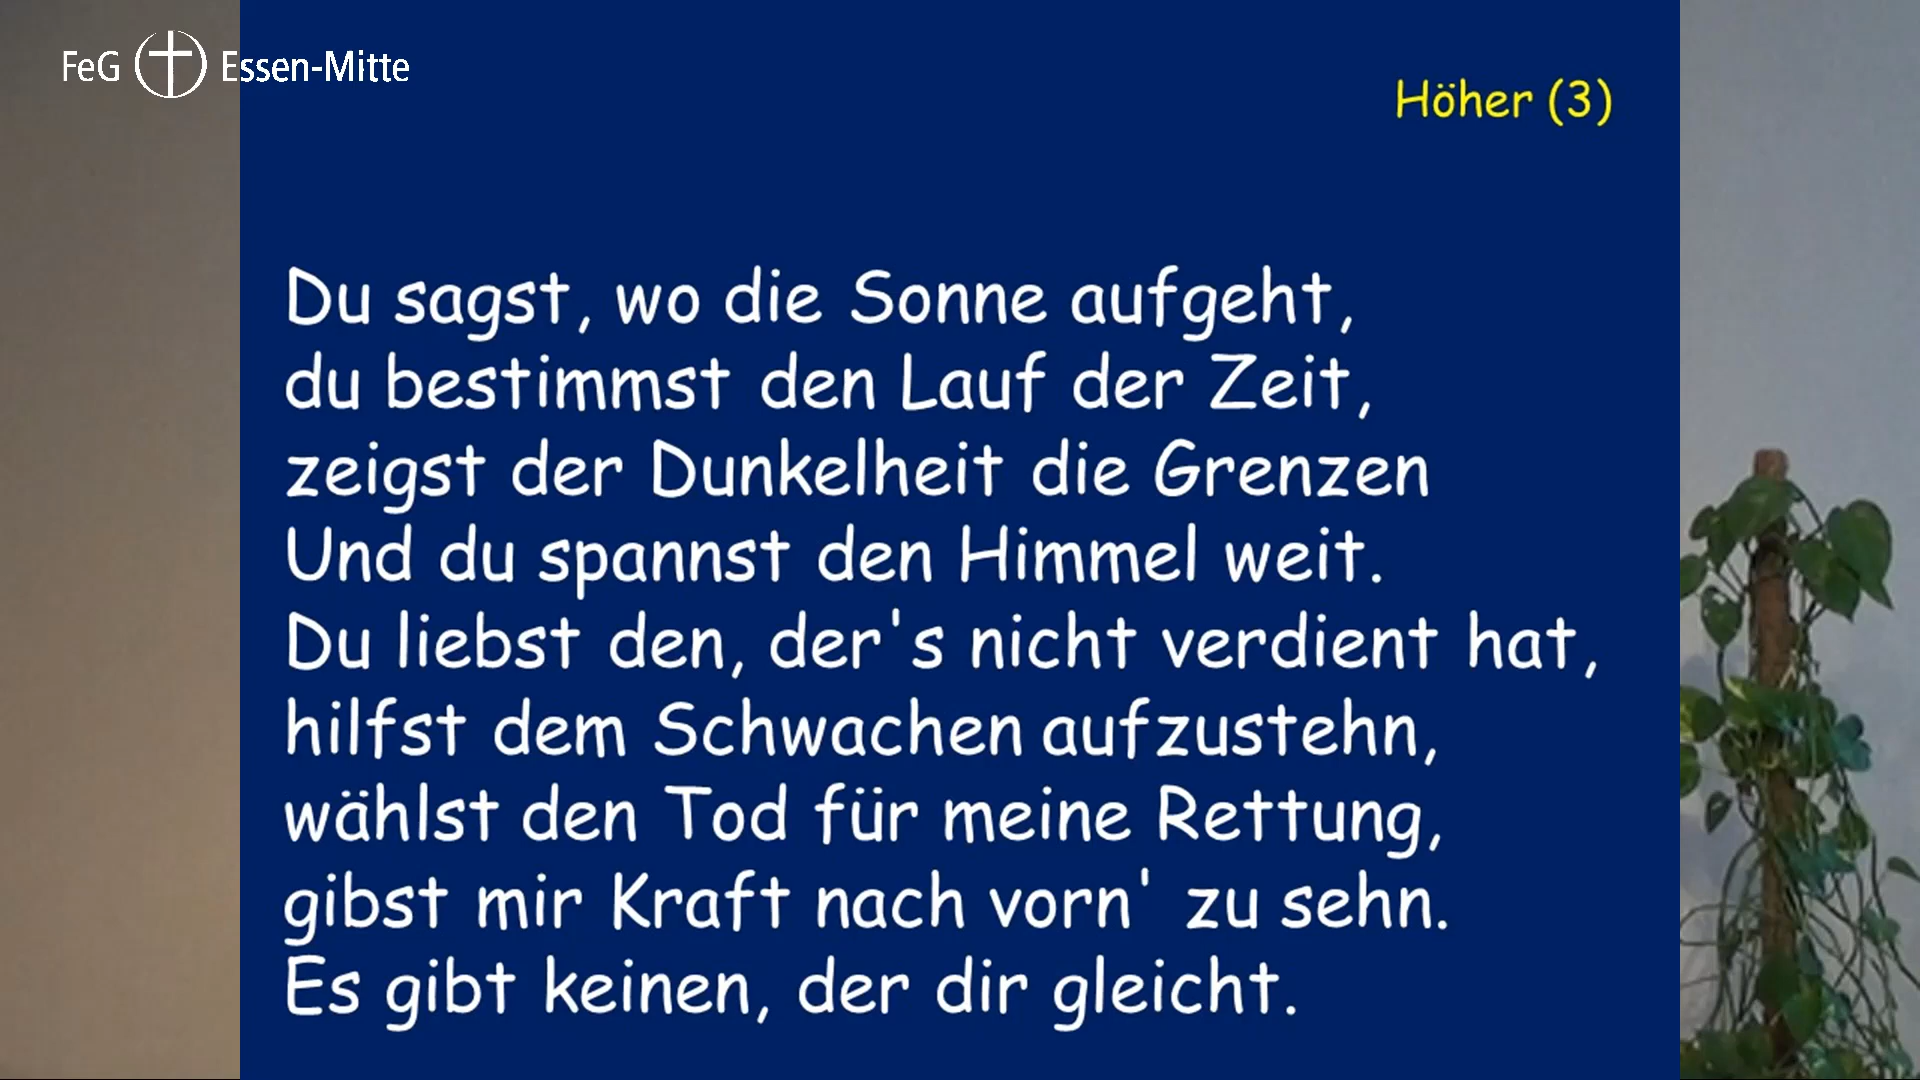 FeG Essen-Mitte
Höher (3)
Du sagst, wo die Sonne aufgeht,
du bestimmst den Lauf der Zeit,
zeigst der Dunkelheit die Grenzen
Und du spannst den Himmel weit.
Du liebst den, der's nicht verdient hat,
hilfst dem Schwachen aufzustehn,
wählst den Tod für meine Rettung,
gibst mir Kraft nach vorn' zu sehn.
Es gibt keinen, der dir gleicht.